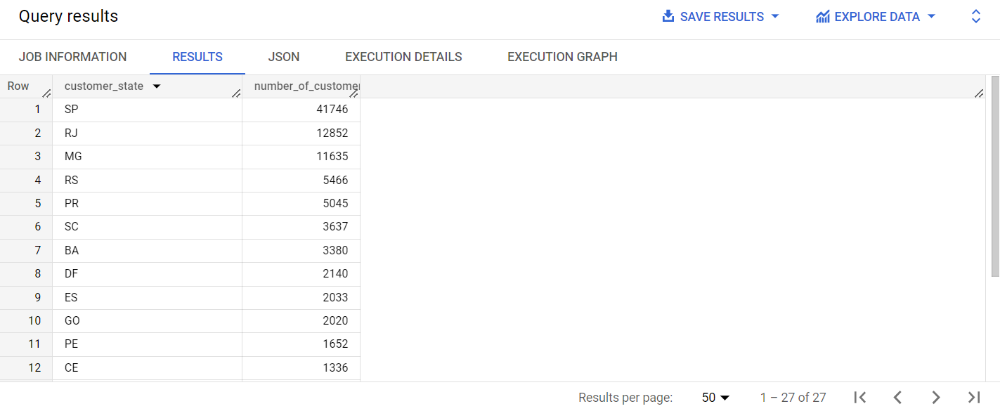 Query results SAVE RESULTS EXPLORE DATA
JOB INFORMATION RESULTS JSON EXECUTION DETAILS EXECUTION GRAPH
Row customer_state number_of_customer
1 SP 41746
2 RJ 12852
3 MG 11635
4 RS 5466
5 PR 5045
6 SC 3637
7 BA 3380
8 DF 2140
9 ES 2033
10 GO 2020
11 PE 1652
12 CE 1336
Results per page: 50 1 – 27 of 27